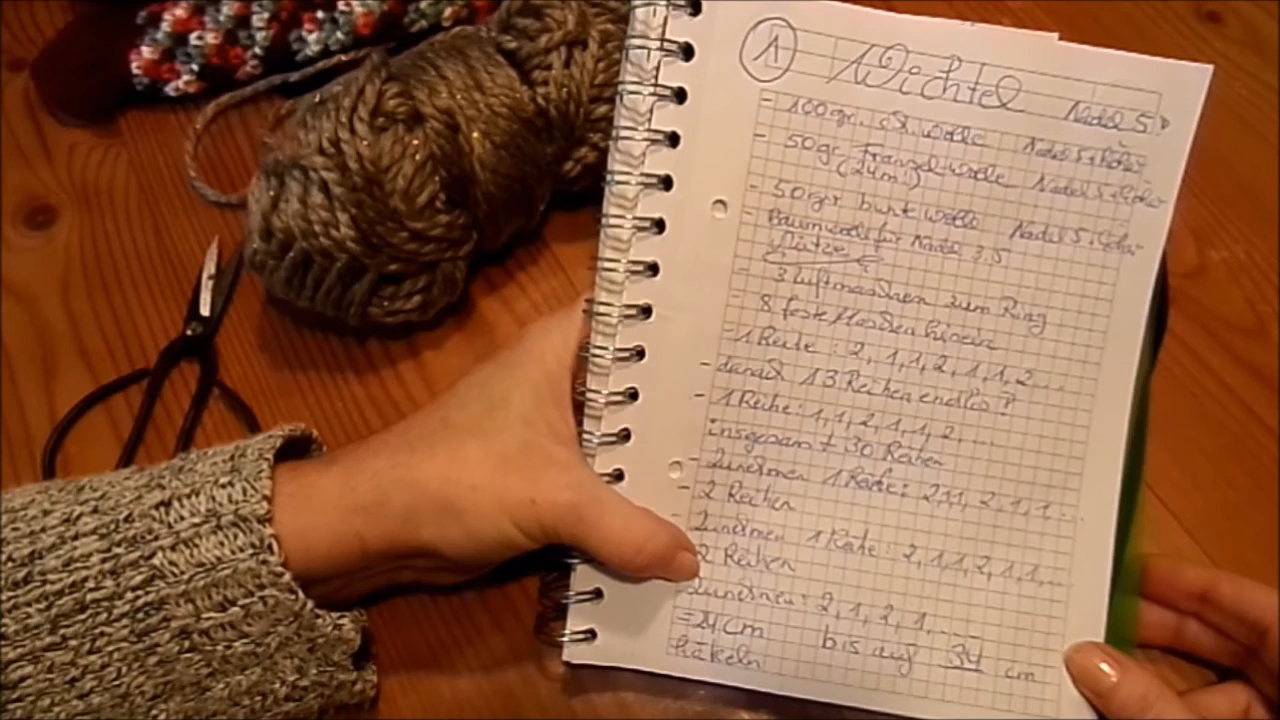 1 Wichtel
Nadel 5
- 100gr. Wolle Nadel 5
- 50gr Franzelwolle Nadel 5
(24m.)
- 50gr bunt wolle Nadel 5
- Baumwolle für Nadel 3,5
Mütze
- 3 Luftmaschen zum Ring
- 8 feste Maschen hinein
- 1 Reihe: 2, 1, 1, 2, 1, 1, 2...
- danach 13 Reihen
- 1 Reihe: 1, 1, 2, 1, 1, 2, ...
insgesamt 30 Reihen
- Zunehmen 1 Reihe: 2, 1, 1, 2, 1, 1...
- 2 Reihen
- Zunehmen 1 Reihe: 2, 1, 1, 2, 1, 1, ...
- 2 Reihen
- Zunehmen: 2, 1, 2, 1, ...
= 24 cm bis auf 34 cm
häkeln